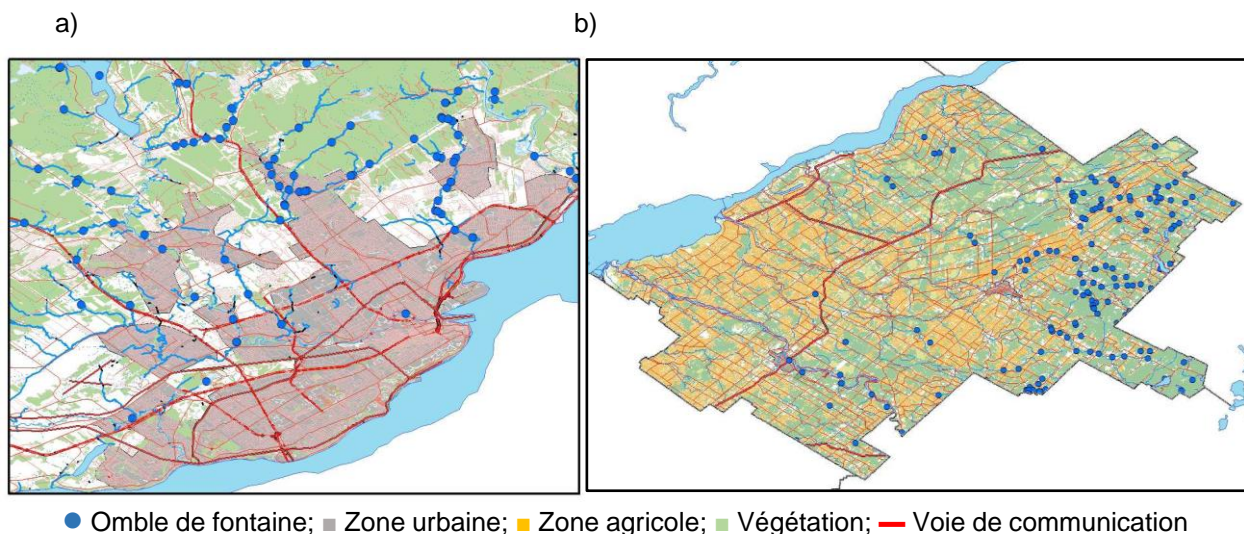 a)
b)
Omble de fontaine; Zone urbaine; Zone agricole; Végétation; Voie de communication